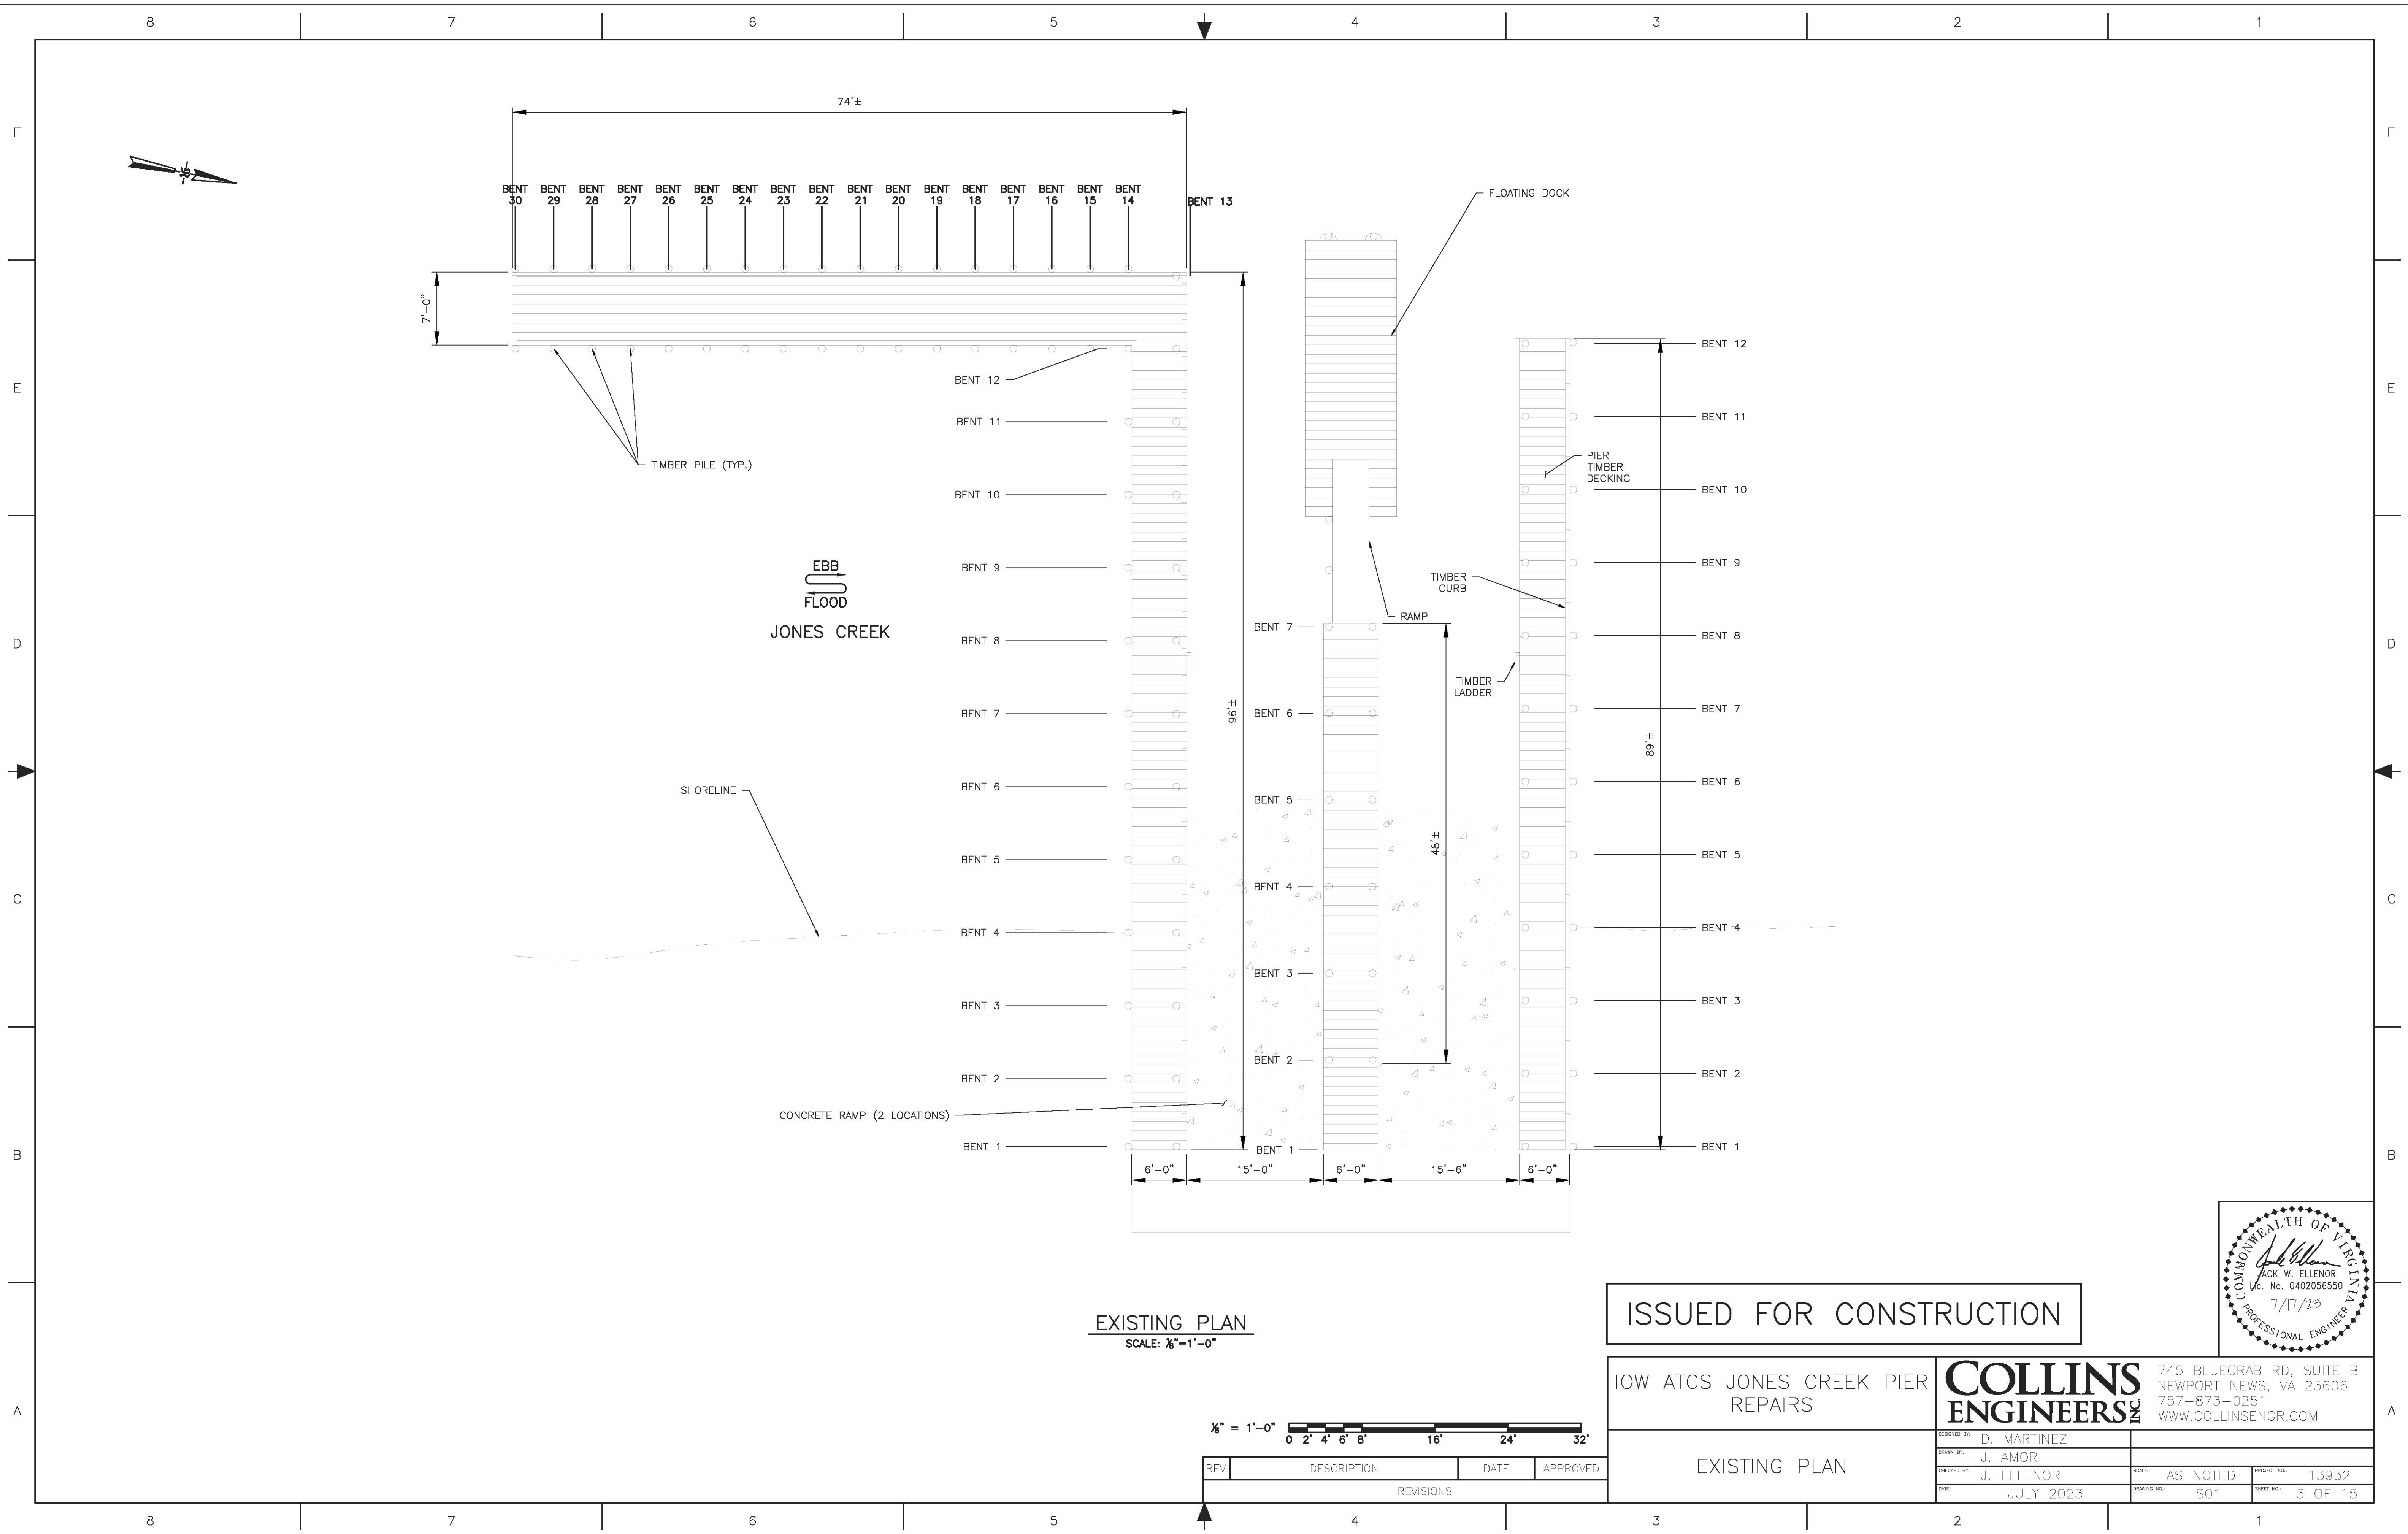 8 7 6 5 4 3 2 1
F
F
E
E
D
D
C
C
B
B
A
A
74'±
BENT 30
BENT 29
BENT 28
BENT 27
BENT 26
BENT 25
BENT 24
BENT 23
BENT 22
BENT 21
BENT 20
BENT 19
BENT 18
BENT 17
BENT 16
BENT 15
BENT 14
BENT 13
7'-0"
TIMBER PILE (TYP.)
EBB
FLOOD
JONES CREEK
SHORELINE
CONCRETE RAMP (2 LOCATIONS)
BENT 12
BENT 11
BENT 10
BENT 9
BENT 8
BENT 7
BENT 6
BENT 5
BENT 4
BENT 3
BENT 2
BENT 1
96'±
FLOATING DOCK
RAMP
BENT 7
BENT 6
BENT 5
BENT 4
BENT 3
BENT 2
BENT 1
48'±
PIER
TIMBER
DECKING
TIMBER
CURB
TIMBER
LADDER
BENT 12
BENT 11
BENT 10
BENT 9
BENT 8
BENT 7
BENT 6
BENT 5
BENT 4
BENT 3
BENT 2
BENT 1
89'±
6'-0" 15'-0" 6'-0" 15'-6" 6'-0"
EXISTING PLAN
SCALE: ⅛"=1'-0"
⅛" = 1'-0"
0 2' 4' 6' 8' 16' 24' 32'
REV DESCRIPTION DATE APPROVED
REVISIONS
ISSUED FOR CONSTRUCTION
COMMONWEALTH OF VIRGINIA
JACK W. ELLENOR
Lic. No. 0402056550
7/17/23
PROFESSIONAL ENGINEER
IOW ATCS JONES CREEK PIER
REPAIRS
EXISTING PLAN
COLLINS
ENGINEERS INC.
745 BLUECRAB RD, SUITE B
NEWPORT NEWS, VA 23606
757-873-0251
WWW.COLLINSENGR.COM
DESIGNED BY: D. MARTINEZ
DRAWN BY: J. AMOR
CHECKED BY: J. ELLENOR
SCALE: AS NOTED
PROJECT NO.: 13932
DATE: JULY 2023
DRAWING NO.: S01
SHEET NO.: 3 OF 15
8 7 6 5 4 3 2 1